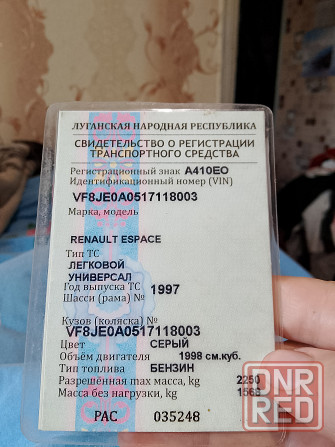 ЛУГАНСКАЯ НАРОДНАЯ РЕСПУБЛИКА
СВИДЕТЕЛЬСТВО О РЕГИСТРАЦИИ
ТРАНСПОРТНОГО СРЕДСТВА
Регистрационный знак А410ЕО
Идентификационный номер (VIN)
VF8JE0A0517118003
Марка, модель
RENAULT ESPACE
Тип ТС
ЛЕГКОВОЙ
УНИВЕРСАЛ
Год выпуска ТС 1997
Шасси (рама) №
Кузов (коляска) №
VF8JE0A0517118003
Цвет СЕРЫЙ
Объём двигателя 1998 см.куб.
Тип топлива БЕНЗИН
Разрешённая max масса, kg 2250
Масса без нагрузки, kg 1568
РАС 035248
DNR
RED